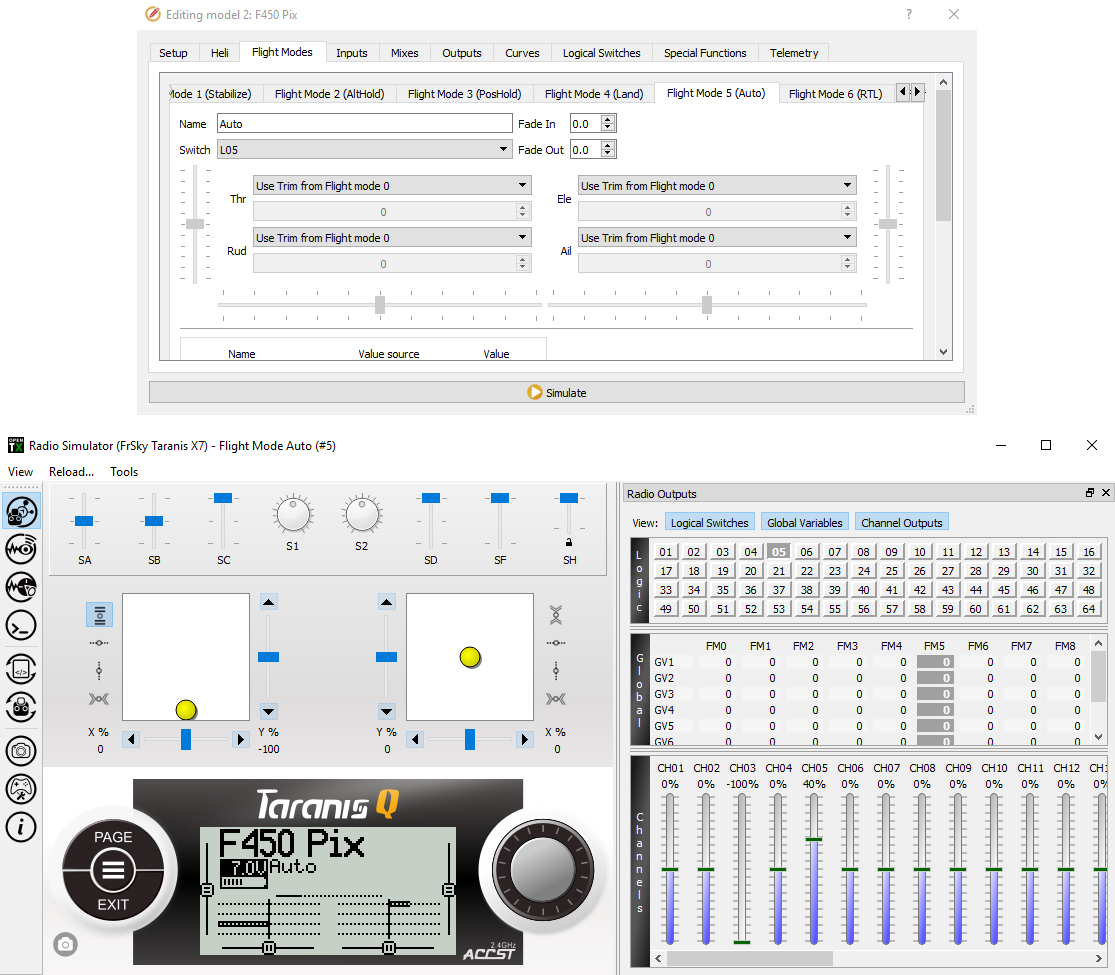 Editing model 2: F450 Pix
?
Setup Heli Flight Modes Inputs Mixes Outputs Curves Logical Switches Special Functions Telemetry
Mode 1 (Stabilize) Flight Mode 2 (AltHold) Flight Mode 3 (PosHold) Flight Mode 4 (Land) Flight Mode 5 (Auto) Flight Mode 6 (RTL)
Name Auto Fade In 0.0
Switch L05 Fade Out 0.0
Use Trim from Flight mode 0 Use Trim from Flight mode 0
Thr Ele
0 0
Use Trim from Flight mode 0 Use Trim from Flight mode 0
Rud Ail
0 0
Name Value source Value
Simulate
OPEN TX Radio Simulator (FrSky Taranis X7) - Flight Mode Auto (#5)
View Reload... Tools
SA SB SC S1 S2 SD SF SH
X % 0
Y % -100
Y % 0
X % 0
PAGE
EXIT
Taranis Q
F450 Pix
7.0V Auto
2.4GHz
ACCST
Radio Outputs
View: Logical Switches Global Variables Channel Outputs
Logic
01 02 03 04 05 06 07 08 09 10 11 12 13 14 15 16
17 18 19 20 21 22 23 24 25 26 27 28 29 30 31 32
33 34 35 36 37 38 39 40 41 42 43 44 45 46 47 48
49 50 51 52 53 54 55 56 57 58 59 60 61 62 63 64
Global
FM0 FM1 FM2 FM3 FM4 FM5 FM6 FM7 FM8
GV1 0 0 0 0 0 0 0 0 0
GV2 0 0 0 0 0 0 0 0 0
GV3 0 0 0 0 0 0 0 0 0
GV4 0 0 0 0 0 0 0 0 0
GV5 0 0 0 0 0 0 0 0 0
GV6 0 0 0 0 0 0 0 0 0
Channels
CH01 CH02 CH03 CH04 CH05 CH06 CH07 CH08 CH09 CH10 CH11 CH12 CH1
0% 0% -100% 0% 40% 0% 0% 0% 0% 0% 0% 0% 0%